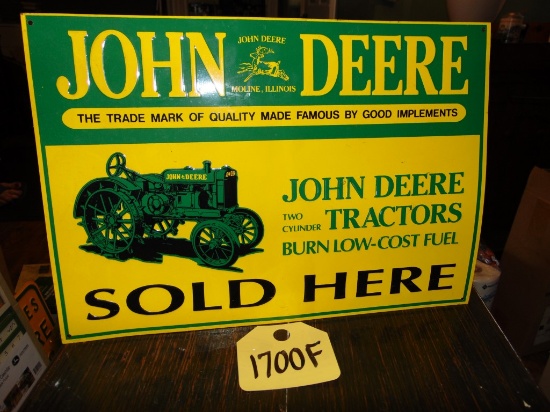 JOHN DEERE
JOHN DEERE
MOLINE, ILLINOIS
THE TRADE MARK OF QUALITY MADE FAMOUS BY GOOD IMPLEMENTS
JOHN DEERE
JOHN DEERE
TWO CYLINDER TRACTORS
BURN LOW-COST FUEL
SOLD HERE
1700F